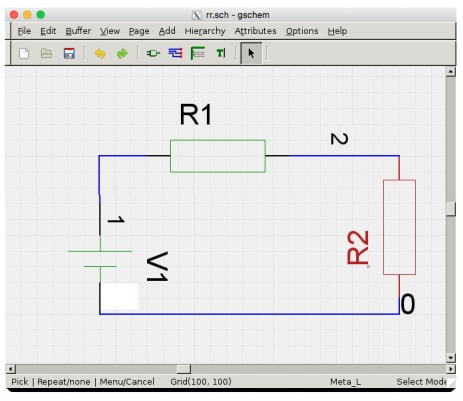 rr.sch - gschem
File Edit Buffer View Page Add Hierarchy Attributes Options Help
R1
2
1
V1
R2
0
Pick | Repeat/none | Menu/Cancel Grid(100, 100) Meta_L Select Mode